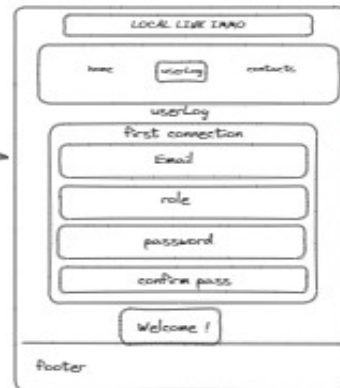 LOCAL LINK IMMO
home userLog contacts
userLog
first connection
Email
role
password
confirm pass
Welcome !
footer